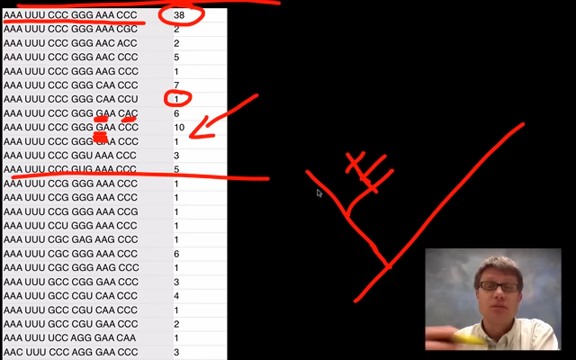 AAA UUU CCC GGG AAA CCC 38
AAA UUU CCC GGG AAA CGC 2
AAA UUU CCC GGG AAC ACC 2
AAA UUU CCC GGG AAC CCC 5
AAA UUU CCC GGG AAG CCC 1
AAA UUU CCC GGG CAA CCC 7
AAA UUU CCC GGG CAA CCU 1
AAA UUU CCC GGG GAA CAC 6
AAA UUU CCC GGG GAA CCC 10
AAA UUU CCC GGG GAA CCC 1
AAA UUU CCC GGU AAA CCC 3
AAA UUU CCC GUG AAA CCC 5
AAA UUU CCG GGG AAA CCC 1
AAA UUU CCG GGG AAA CCC 1
AAA UUU CCG GGG AAA CCG 1
AAA UUU CCU GGG AAA CCC 1
AAA UUU CGC GAG AAG CCC 1
AAA UUU CGC GGG AAA CCC 6
AAA UUU CGC GGG AAG CCC 1
AAA UUU GCC GGG GAA CCC 3
AAA UUU GCC CGU CAA CCC 4
AAA UUU GCC CGU CAA CCC 1
AAA UUU GCC CGU GAA CCC 2
AAA UUU UCC AGG GAA CAA 1
AAC UUU CCC AGG GAA CCC 3